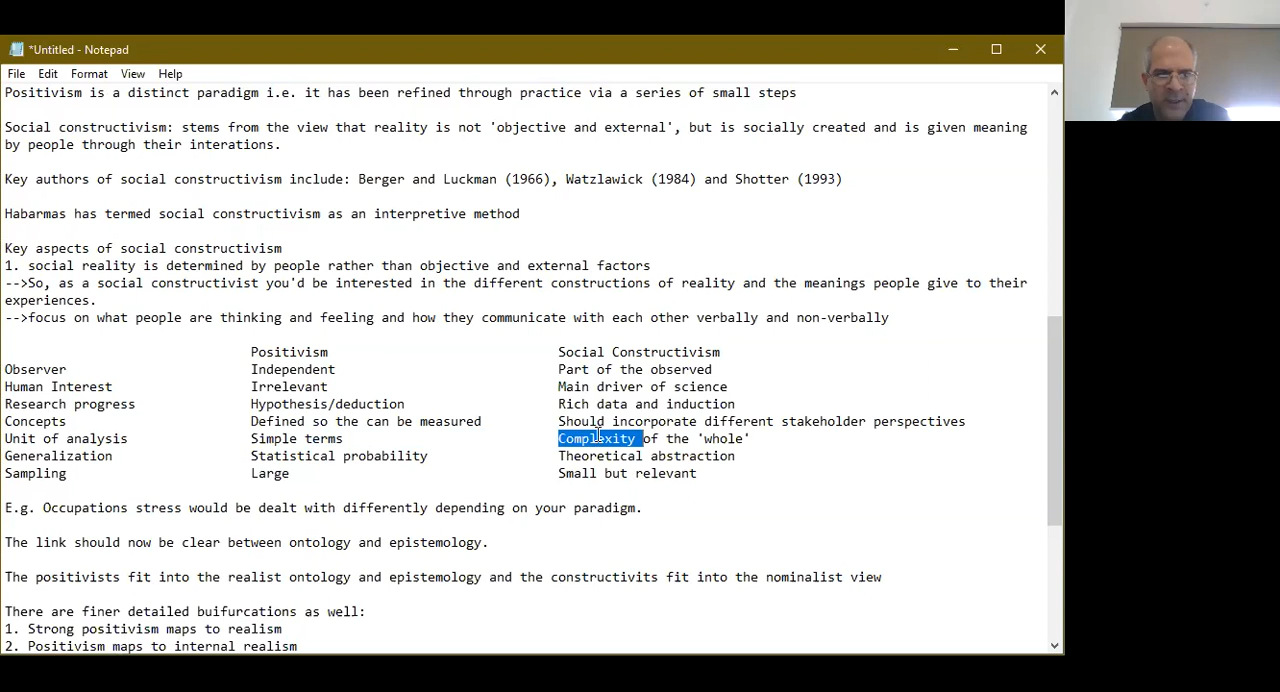 *Untitled - Notepad
File Edit Format View Help
Positivism is a distinct paradigm i.e. it has been refined through practice via a series of small steps
Social constructivism: stems from the view that reality is not 'objective and external', but is socially created and is given meaning
by people through their interations.
Key authors of social constructivism include: Berger and Luckman (1966), Watzlawick (1984) and Shotter (1993)
Habarmas has termed social constructivism as an interpretive method
Key aspects of social constructivism
1. social reality is determined by people rather than objective and external factors
-->So, as a social constructivist you'd be interested in the different constructions of reality and the meanings people give to their
experiences.
-->focus on what people are thinking and feeling and how they communicate with each other verbally and non-verbally
Positivism Social Constructivism
Observer Independent Part of the observed
Human Interest Irrelevant Main driver of science
Research progress Hypothesis/deduction Rich data and induction
Concepts Defined so the can be measured Should incorporate different stakeholder perspectives
Unit of analysis Simple terms Complexity of the 'whole'
Generalization Statistical probability Theoretical abstraction
Sampling Large Small but relevant
E.g. Occupations stress would be dealt with differently depending on your paradigm.
The link should now be clear between ontology and epistemology.
The positivists fit into the realist ontology and epistemology and the constructivits fit into the nominalist view
There are finer detailed buifurcations as well:
1. Strong positivism maps to realism
2. Positivism maps to internal realism